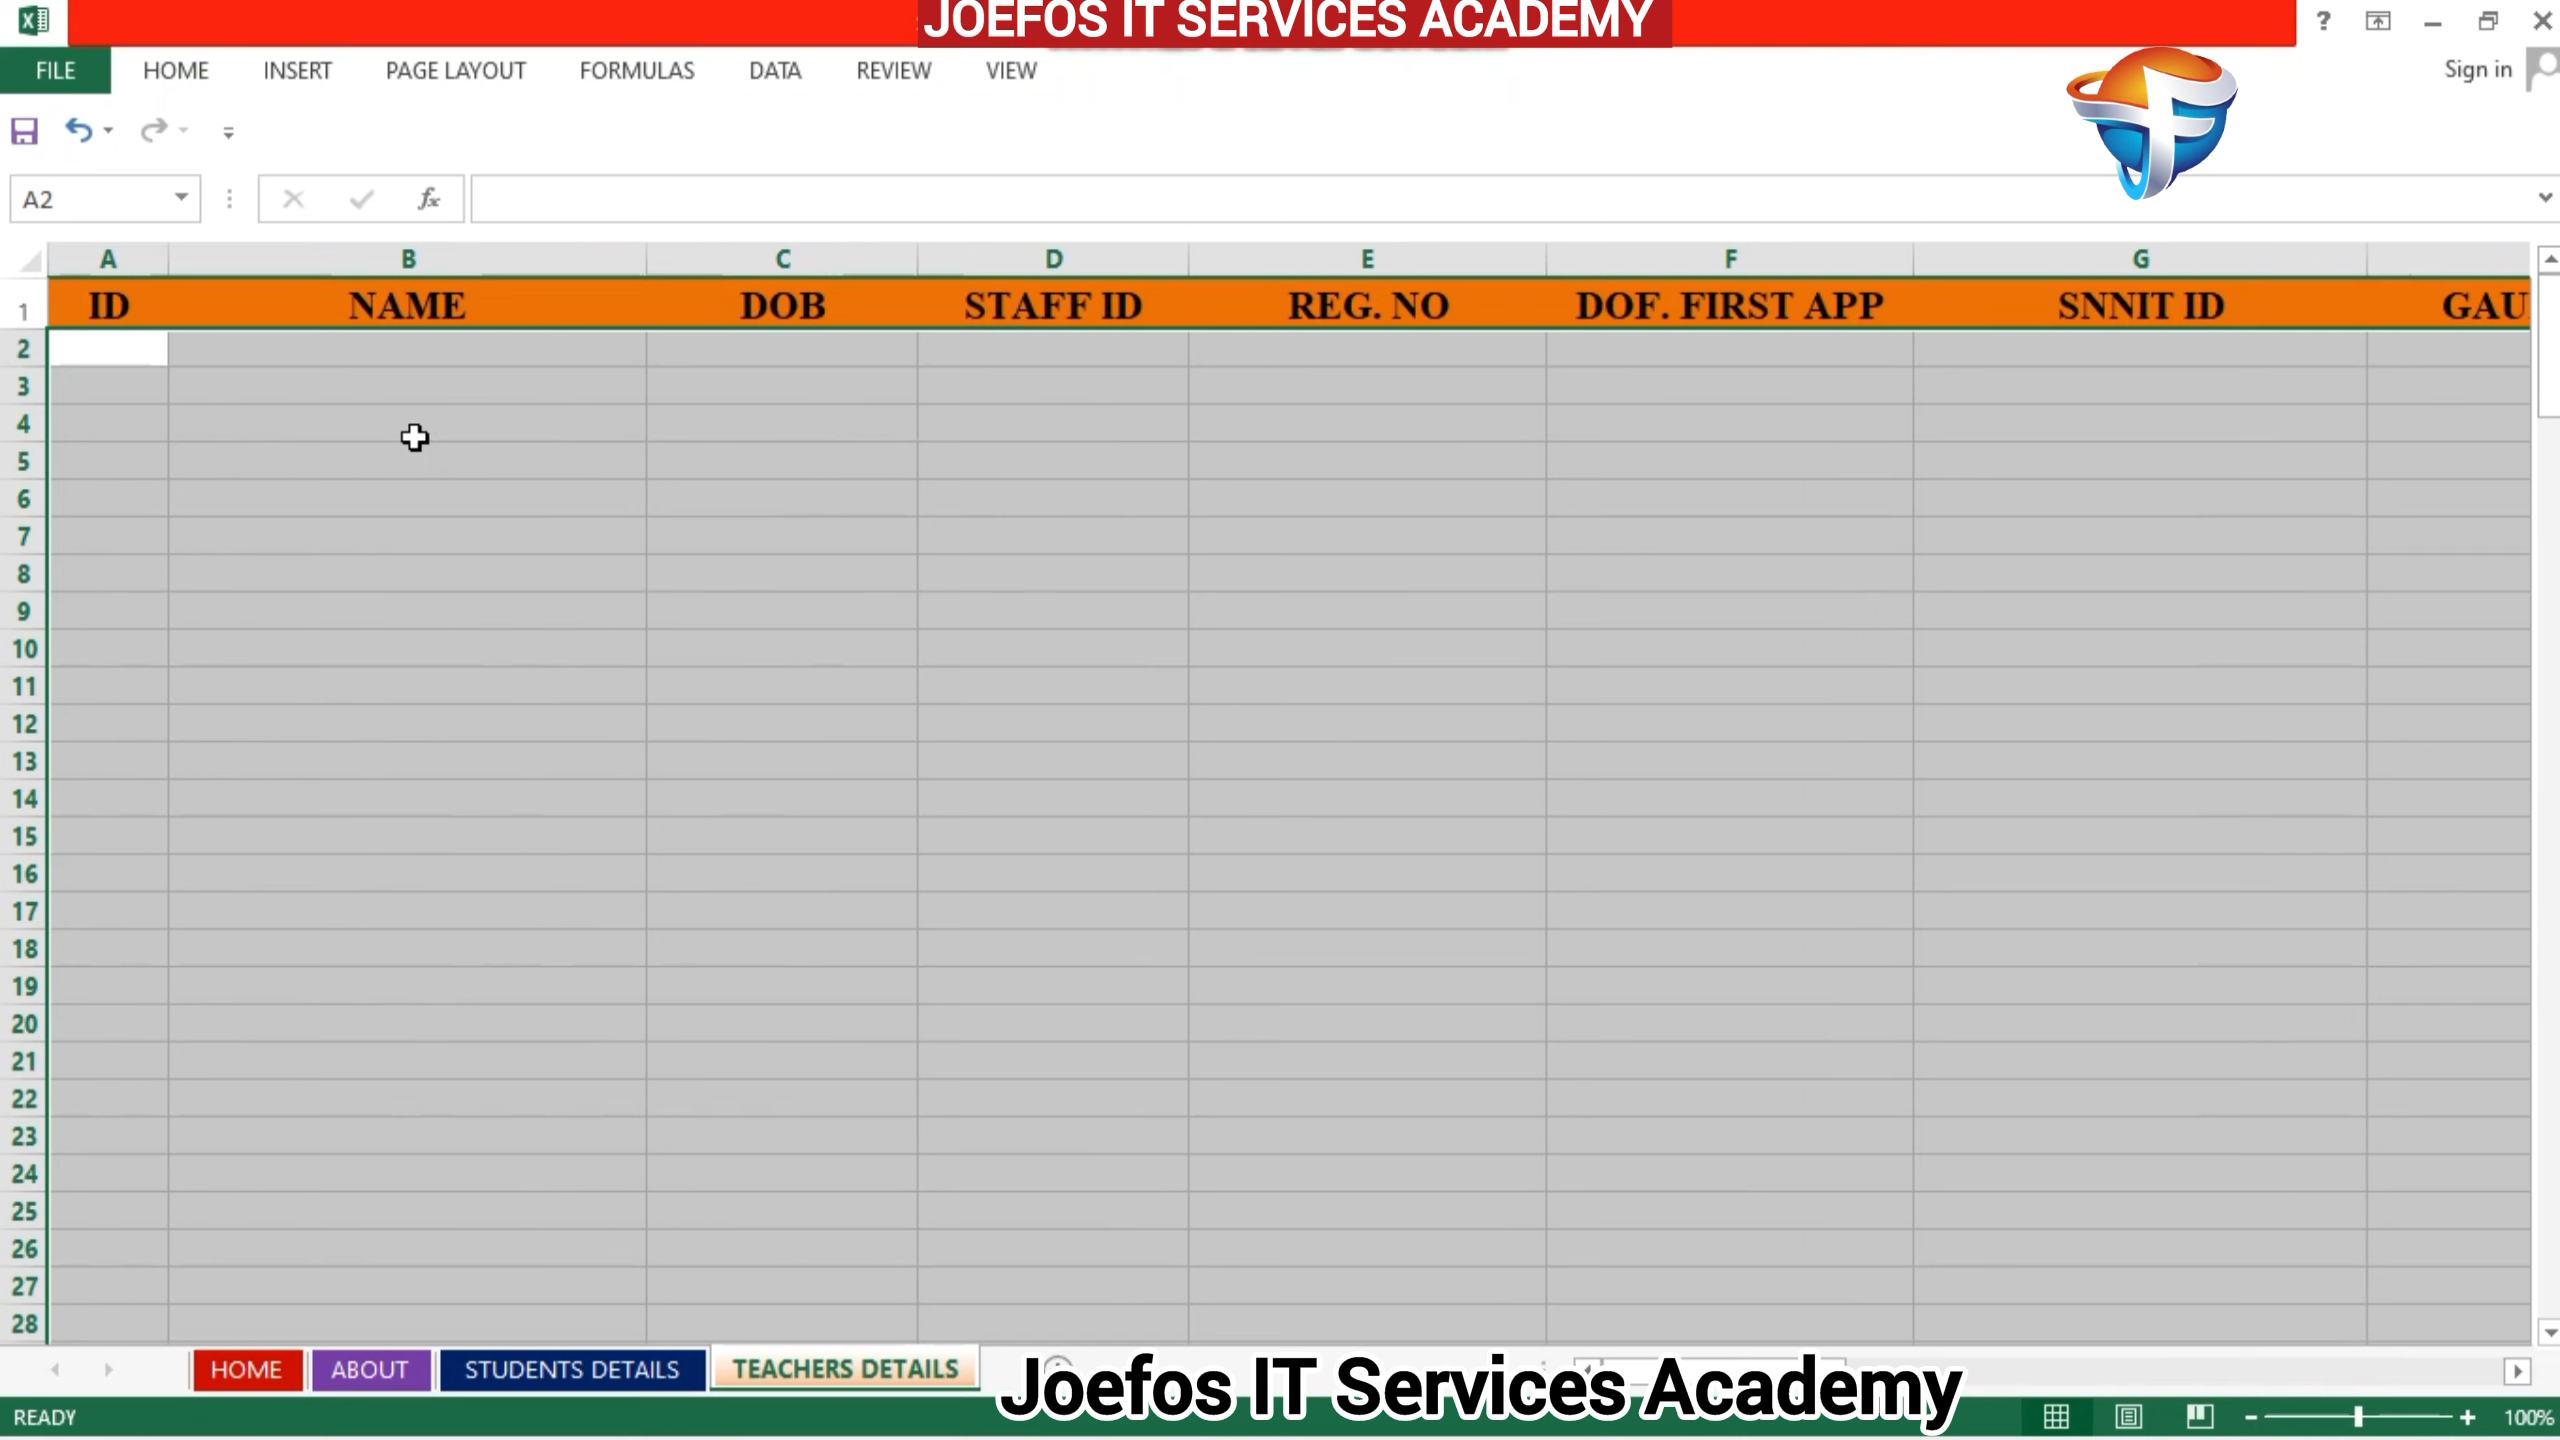 JOEFOS IT SERVICES ACADEMY
FILE HOME INSERT PAGE LAYOUT FORMULAS DATA REVIEW VIEW
Sign in
A2
fx
A B C D E F G
1 ID NAME DOB STAFF ID REG. NO DOF. FIRST APP SNNIT ID GAU
2
3
4
5
6
7
8
9
10
11
12
13
14
15
16
17
18
19
20
21
22
23
24
25
26
27
28
HOME ABOUT STUDENTS DETAILS TEACHERS DETAILS
Joefos IT Services Academy
READY
100%